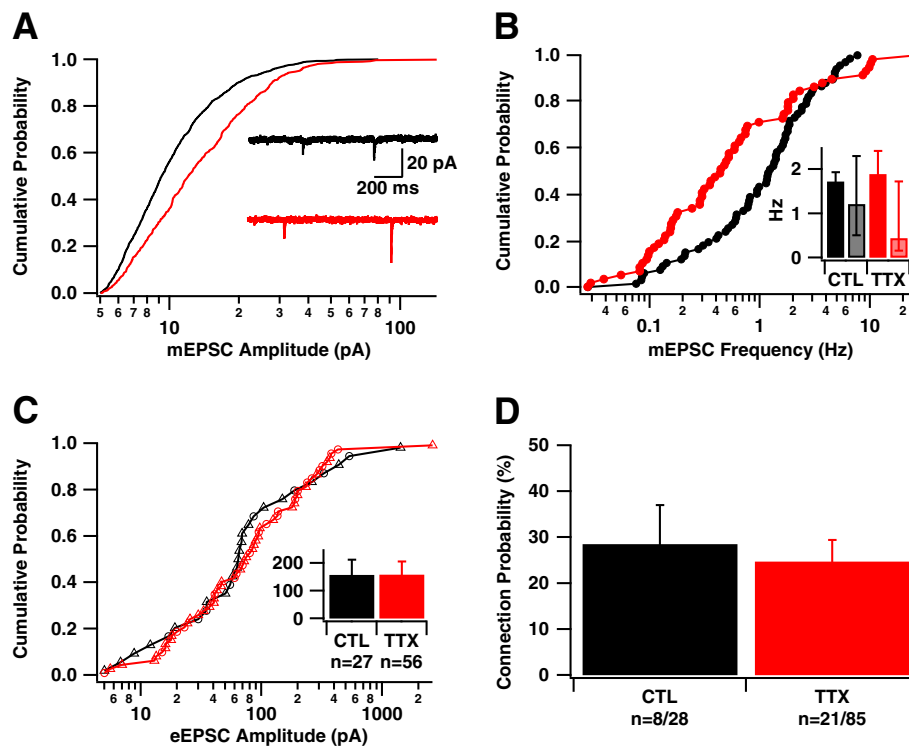 A
Cumulative Probability
1.0
0.8
0.6
0.4
0.2
0.0
20 pA
200 ms
5 6 7 8 2 3 4 5 6 7 8
10 100
mEPSC Amplitude (pA)
B
Cumulative Probability
1.0
0.8
0.6
0.4
0.2
0.0
Hz
2
1
0
CTL TTX
4 6 2 4 6 2 4 6 2
0.1 1 10
mEPSC Frequency (Hz)
C
Cumulative Probability
1.0
0.8
0.6
0.4
0.2
0.0
200
100
0
CTL TTX
n=27 n=56
6 8 2 4 6 8 2 4 6 8 2
10 100 1000
eEPSC Amplitude (pA)
D
Connection Probability (%)
50
40
30
20
10
0
CTL TTX
n=8/28 n=21/85